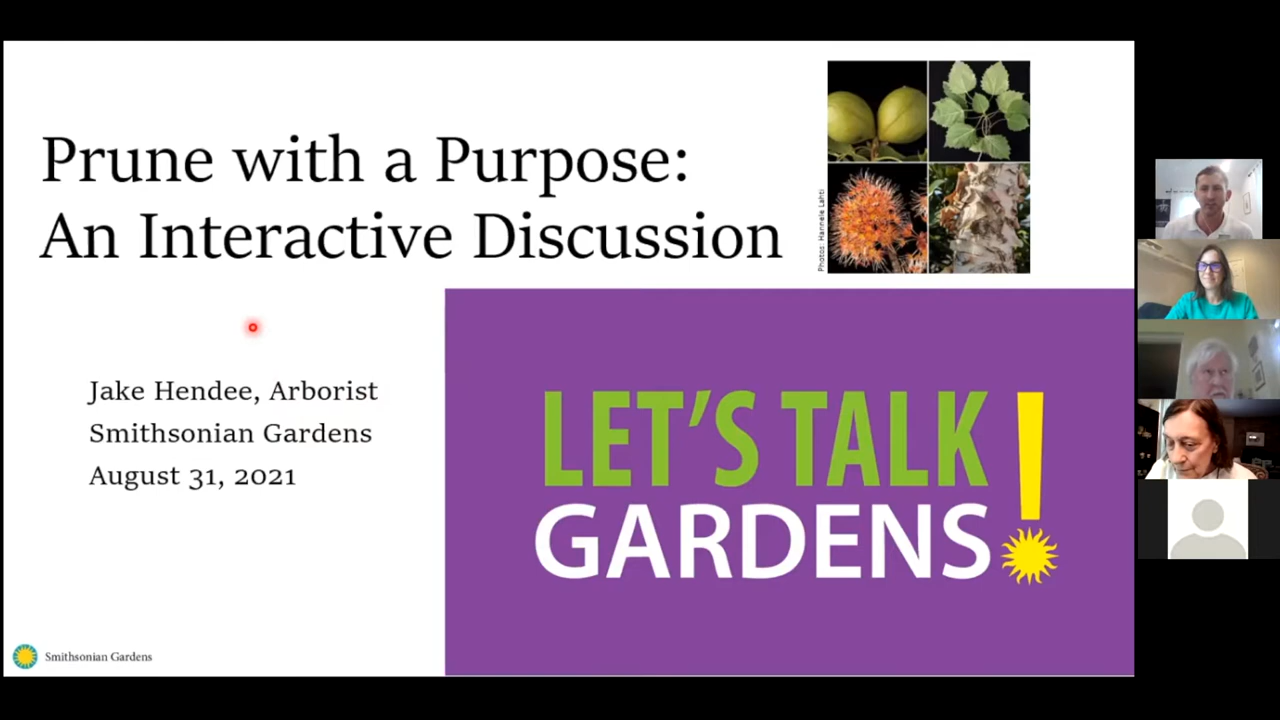 Prune with a Purpose:
An Interactive Discussion
Photos: Hannele Lahti
Jake Hendee, Arborist
Smithsonian Gardens
August 31, 2021
LET'S TALK
GARDENS!
Smithsonian Gardens